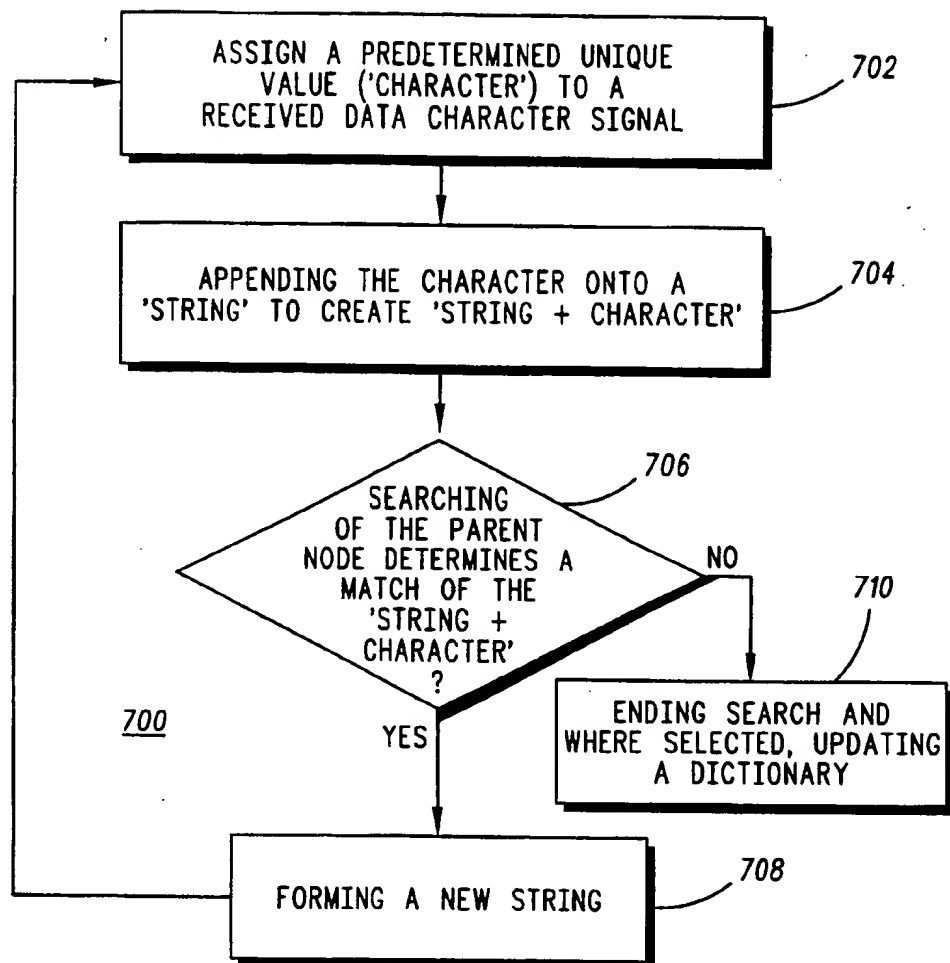 ASSIGN A PREDETERMINED UNIQUE
VALUE ('CHARACTER') TO A
RECEIVED DATA CHARACTER SIGNAL
702
APPENDING THE CHARACTER ONTO A
'STRING' TO CREATE 'STRING + CHARACTER'
704
706
SEARCHING
OF THE PARENT
NODE DETERMINES A
MATCH OF THE
'STRING +
CHARACTER'
?
NO
710
700
YES
ENDING SEARCH AND
WHERE SELECTED, UPDATING
A DICTIONARY
FORMING A NEW STRING
708